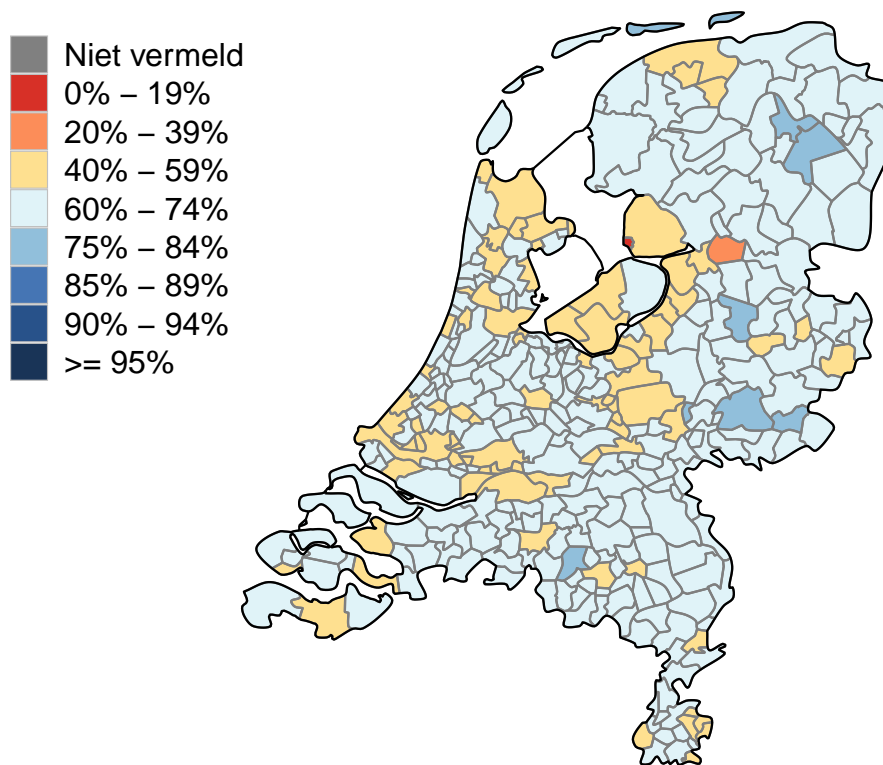 Niet vermeld
0% – 19%
20% – 39%
40% – 59%
60% – 74%
75% – 84%
85% – 89%
90% – 94%
>= 95%